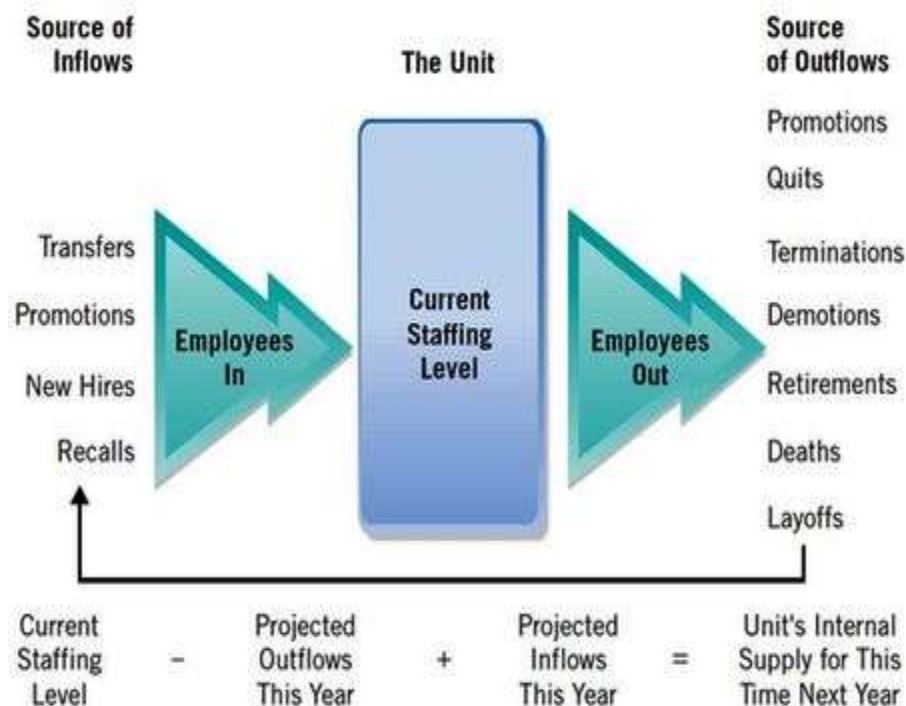 Source of
Inflows
The Unit
Source
of Outflows
Transfers
Promotions
New Hires
Recalls
Employees
In
Current
Staffing
Level
Employees
Out
Promotions
Quits
Terminations
Demotions
Retirements
Deaths
Layoffs
Current
Staffing
Level
–
Projected
Outflows
This Year
+
Projected
Inflows
This Year
=
Unit's Internal
Supply for This
Time Next Year